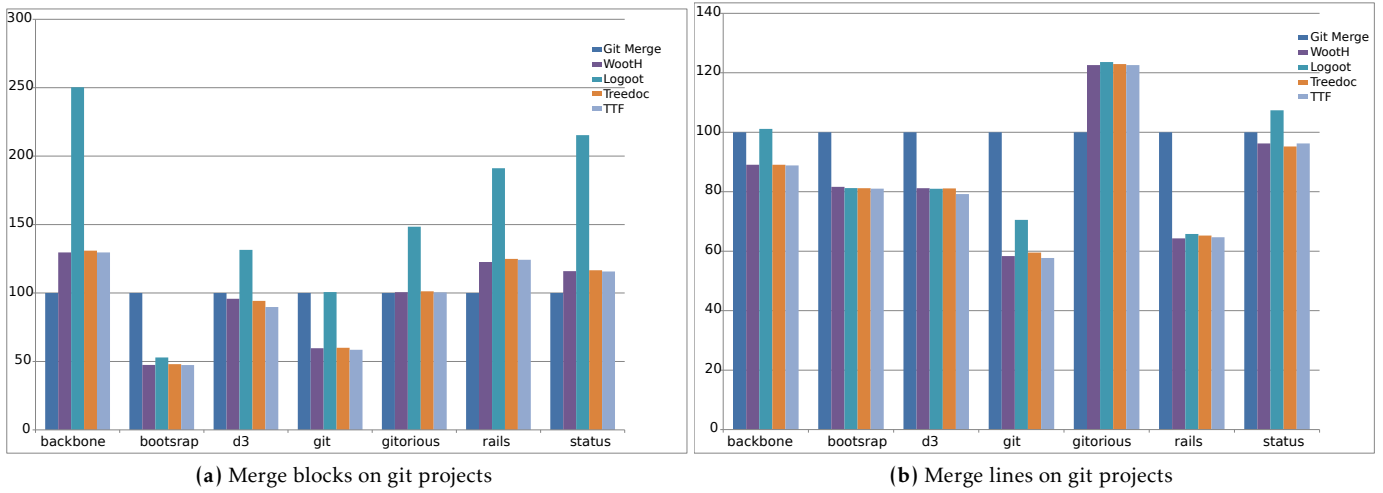 300
250
200
150
100
50
0
Git Merge
WootH
Logoot
Treedoc
TTF
backbone bootsrap d3 git gitorious rails status
(a) Merge blocks on git projects
140
120
100
80
60
40
20
0
Git Merge
WootH
Logoot
Treedoc
TTF
backbone bootsrap d3 git gitorious rails status
(b) Merge lines on git projects